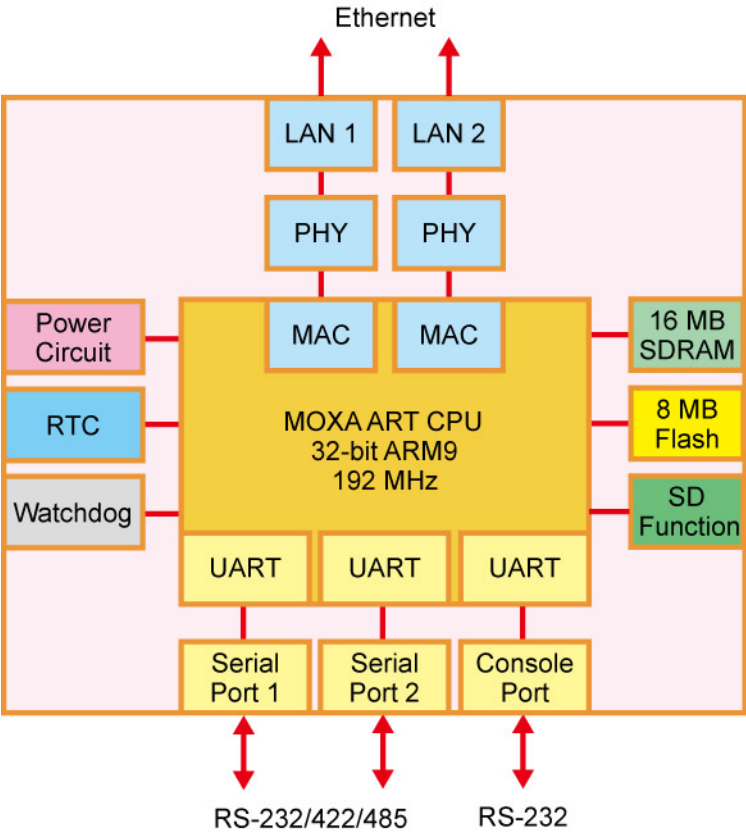 Ethernet
LAN 1
LAN 2
PHY
PHY
MAC
MAC
Power
Circuit
RTC
Watchdog
MOXA ART CPU
32-bit ARM9
192 MHz
16 MB
SDRAM
8 MB
Flash
SD
Function
UART
UART
UART
Serial
Port 1
Serial
Port 2
Console
Port
RS-232/422/485
RS-232